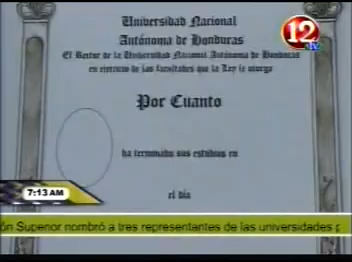 Universidad Nacional
Autónoma de Honduras
El Rector de la Universidad Nacional Autónoma de Honduras
en ejercicio de las facultades que la Ley le otorga
Por Cuanto
ha terminado sus estudios en
el día
12
tv
7:13 AM
ón Superior nombró a tres representantes de las universidades p